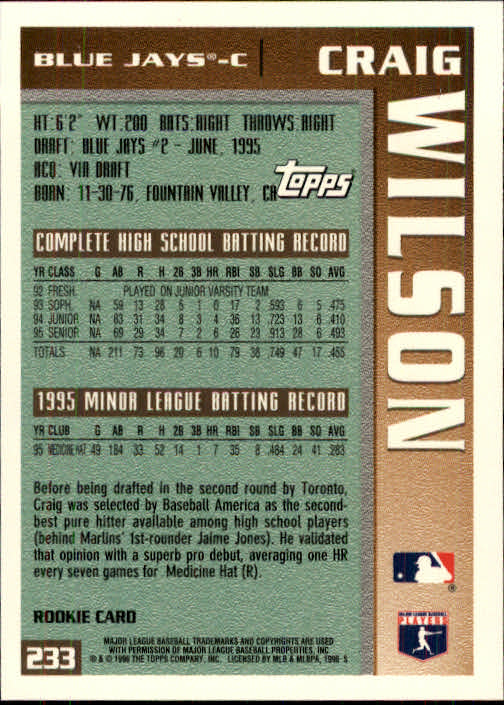 BLUE JAYS®-C
CRAIG
WILSON
HT:6'2" WT:200 BATS:RIGHT THROWS:RIGHT
DRAFT: BLUE JAYS #2 - JUNE, 1995
ACQ: VIA DRAFT
BORN: 11-30-76, FOUNTAIN VALLEY, CA
TOPPS
COMPLETE HIGH SCHOOL BATTING RECORD
YR CLASS G AB R H 2B 3B HR RBI SB SLG BB SO AVG
92 FRESH. PLAYED ON JUNIOR VARSITY TEAM
93 SOPH. NA 59 13 28 5 1 0 17 2 .593 6 5 .475
94 JUNIOR NA 83 31 34 8 3 4 36 13 .723 13 6 .410
95 SENIOR NA 69 29 34 7 2 6 26 23 .913 28 6 .493
TOTALS NA 211 73 96 20 6 10 79 38 .749 47 17 .455
1995 MINOR LEAGUE BATTING RECORD
YR CLUB G AB R H 2B 3B HR RBI SB SLG BB SO AVG
95 MEDICINE HAT 49 184 33 52 14 1 7 35 8 .484 24 41 .283
Before being drafted in the second round by Toronto,
Craig was selected by Baseball America as the second-
best pure hitter available among high school players
(behind Marlins' 1st-rounder Jaime Jones). He validated
that opinion with a superb pro debut, averaging one HR
every seven games for Medicine Hat (R).
ROOKIE CARD
233
MAJOR LEAGUE BASEBALL TRADEMARKS AND COPYRIGHTS ARE USED
WITH PERMISSION OF MAJOR LEAGUE BASEBALL PROPERTIES, INC
® & © 1996 THE TOPPS COMPANY, INC. LICENSED BY MLB & MLBPA, 1996-S
®
MAJOR LEAGUE BASEBALL
PLAYERS